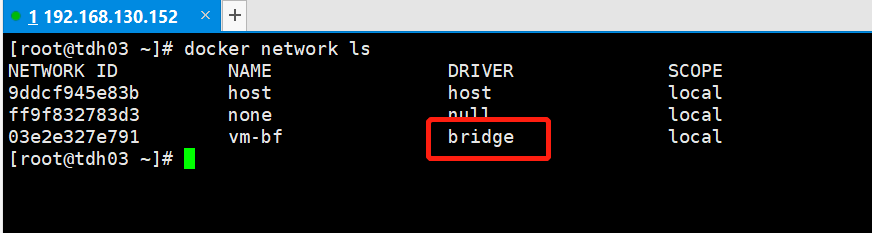 1 192.168.130.152 × +
[root@tdh03 ~]# docker network ls
NETWORK ID NAME DRIVER SCOPE
9ddcf945e83b host host local
ff9f832783d3 none null local
03e2e327e791 vm-bf bridge local
[root@tdh03 ~]#